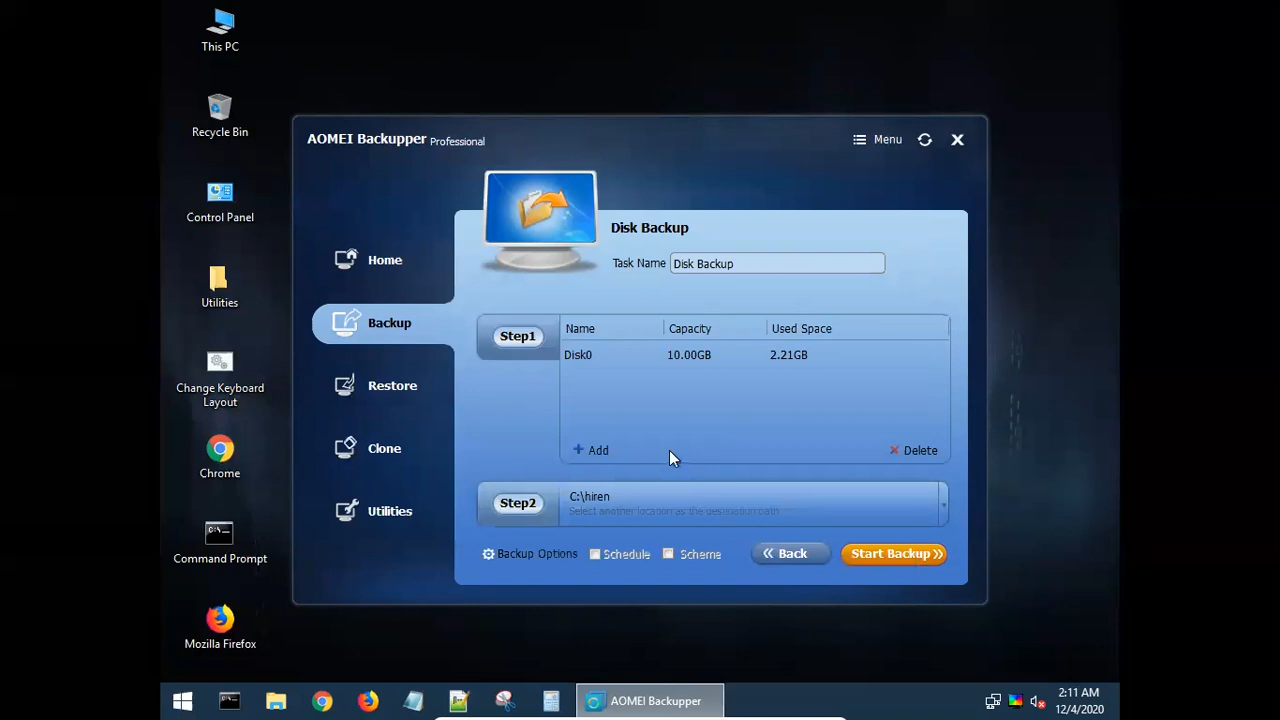 This PC
Recycle Bin
Control Panel
Utilities
Change Keyboard
Layout
Chrome
Command Prompt
Mozilla Firefox
AOMEI Backupper Professional
Menu
Home
Backup
Restore
Clone
Utilities
Disk Backup
Task Name Disk Backup
Step1
Name Capacity Used Space
Disk0 10.00GB 2.21GB
Add Delete
Step2
C:\hiren
Select another location as the destination path
Backup Options Schedule Scheme Back Start Backup
C:\_
AOMEI Backupper
2:11 AM
12/4/2020